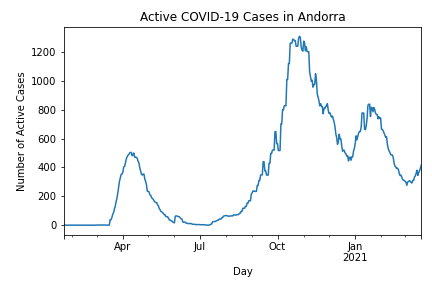 Active COVID-19 Cases in Andorra
Number of Active Cases
1200
1000
800
600
400
200
0
Apr
Jul
Oct
Jan
2021
Day